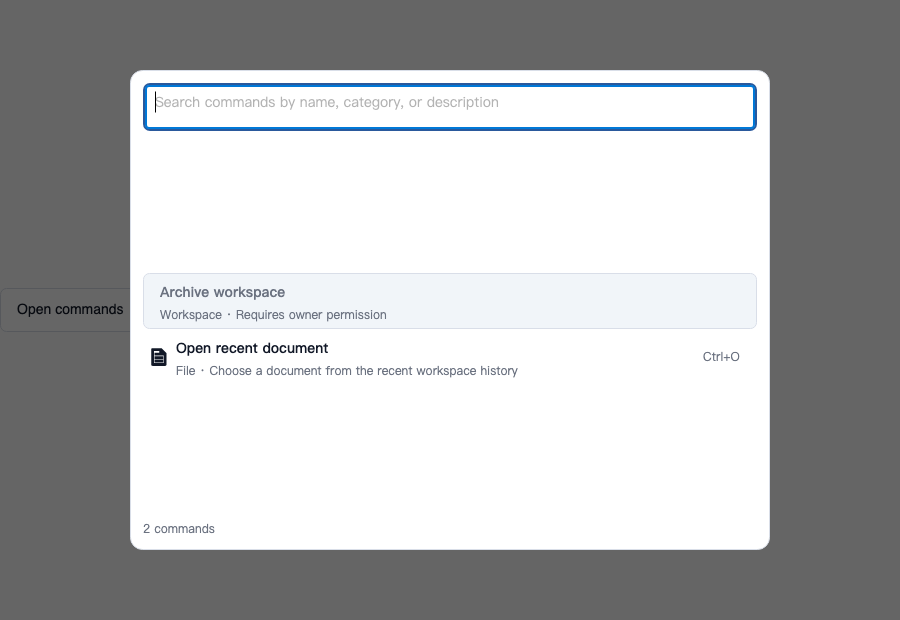 Search commands by name, category, or description
Archive workspace
Workspace · Requires owner permission
Open commands
Open recent document
File · Choose a document from the recent workspace history
Ctrl+O
2 commands